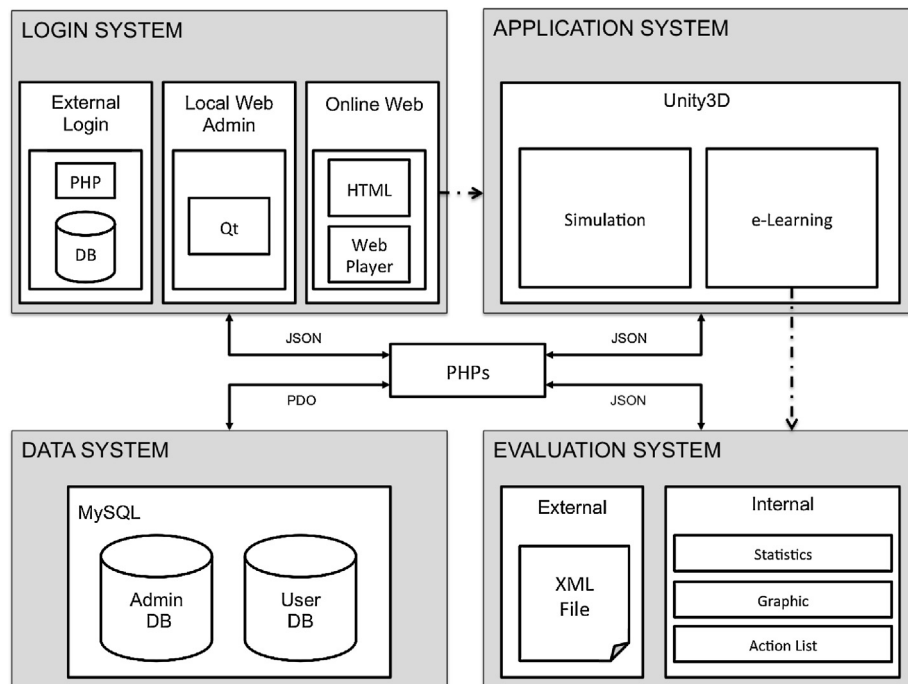 LOGIN SYSTEM
External
Login
PHP
DB
Local Web
Admin
Qt
Online Web
HTML
Web
Player
APPLICATION SYSTEM
Unity3D
Simulation
e-Learning
JSON
JSON
PHPs
PDO
JSON
DATA SYSTEM
MySQL
Admin
DB
User
DB
EVALUATION SYSTEM
External
XML
File
Internal
Statistics
Graphic
Action List